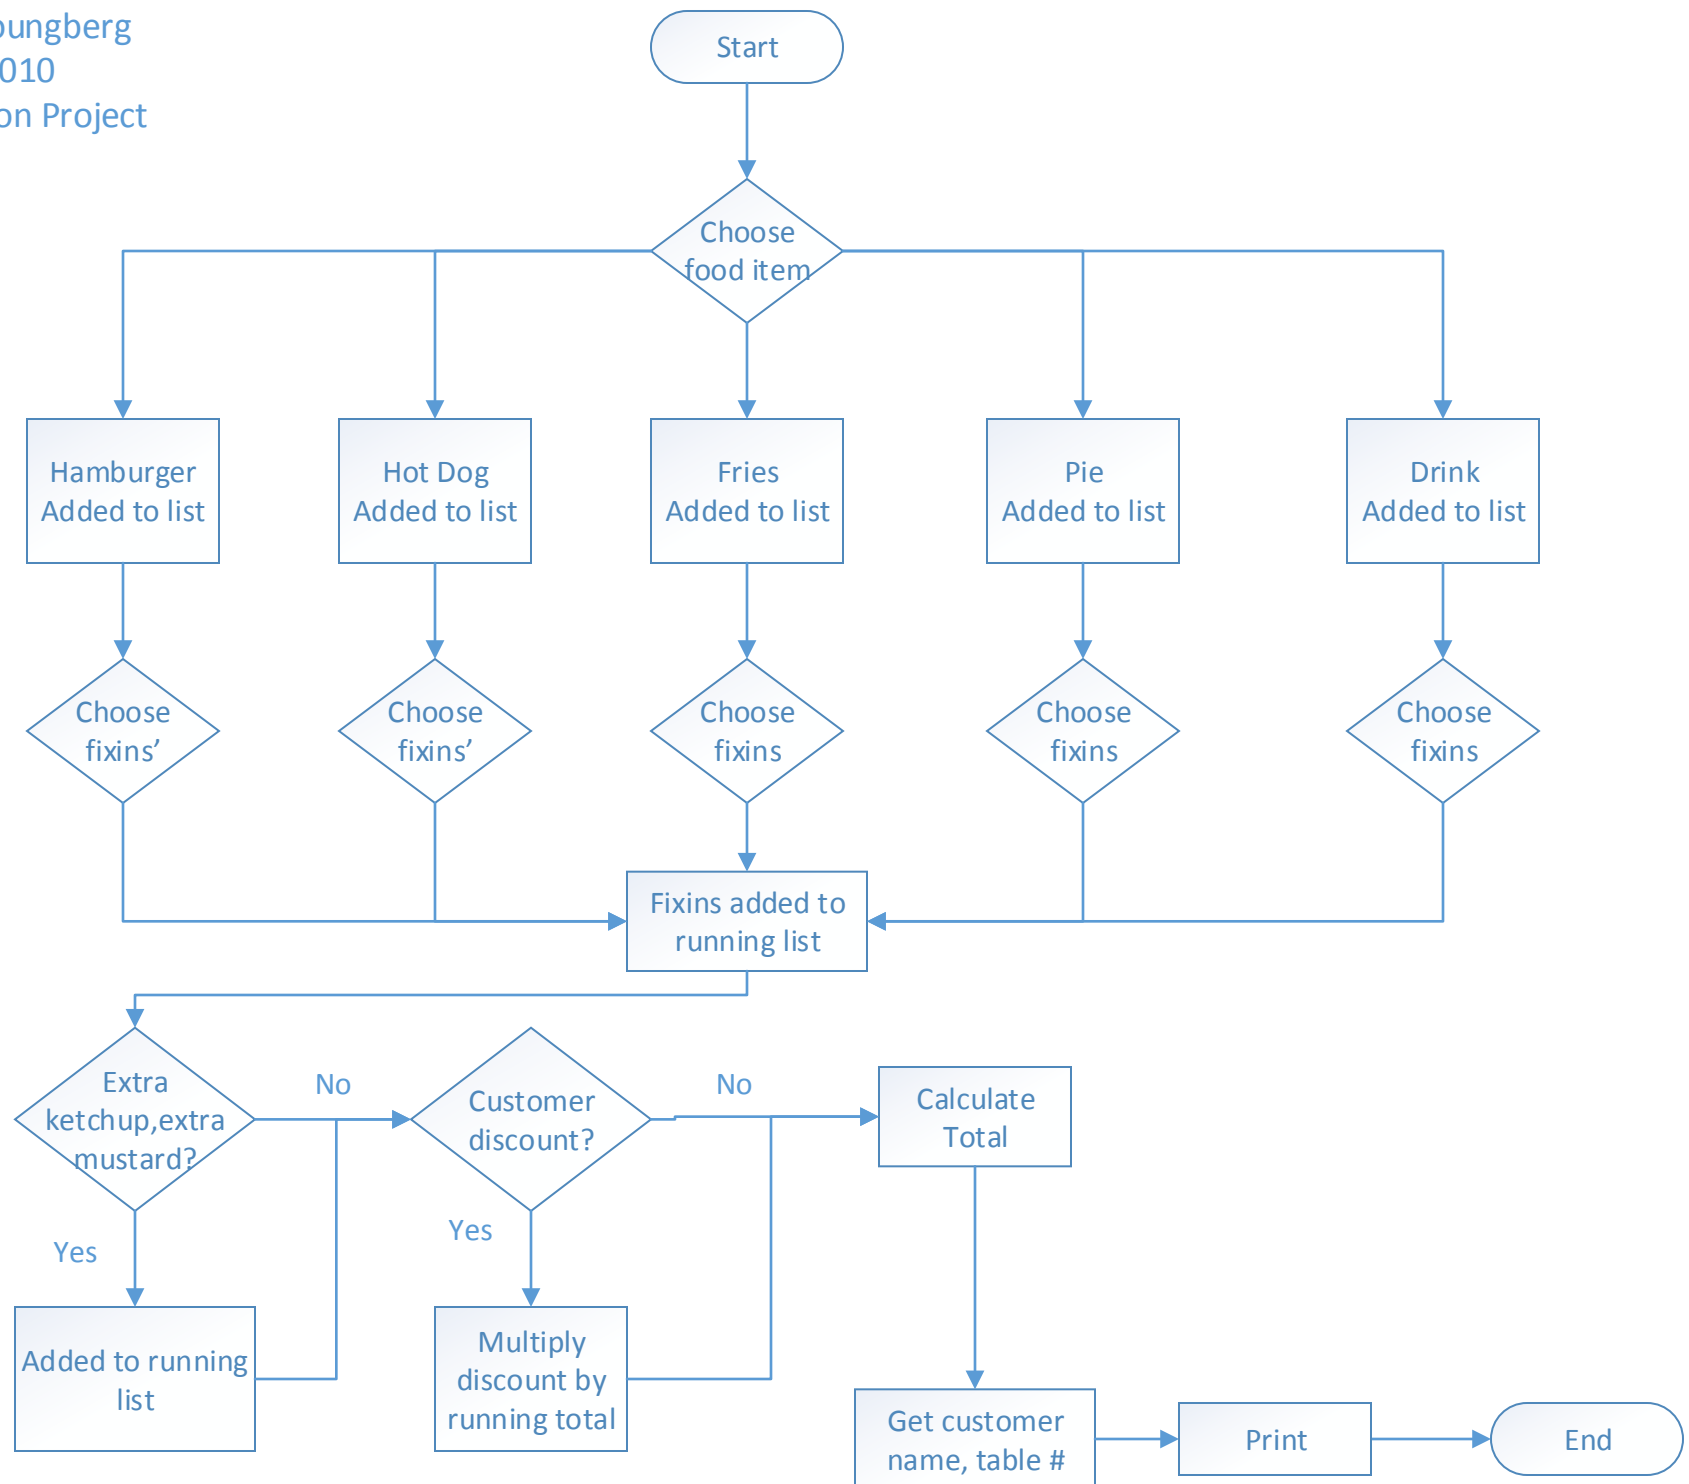 oungberg
010
on Project
Start
Choose
food item
Hamburger
Added to list
Hot Dog
Added to list
Fries
Added to list
Pie
Added to list
Drink
Added to list
Choose
fixins’
Choose
fixins’
Choose
fixins
Choose
fixins
Choose
fixins
Fixins added to
running list
Extra
ketchup,extra
mustard?
No
Yes
Added to running
list
Customer
discount?
No
Yes
Multiply
discount by
running total
Calculate
Total
Get customer
name, table #
Print
End